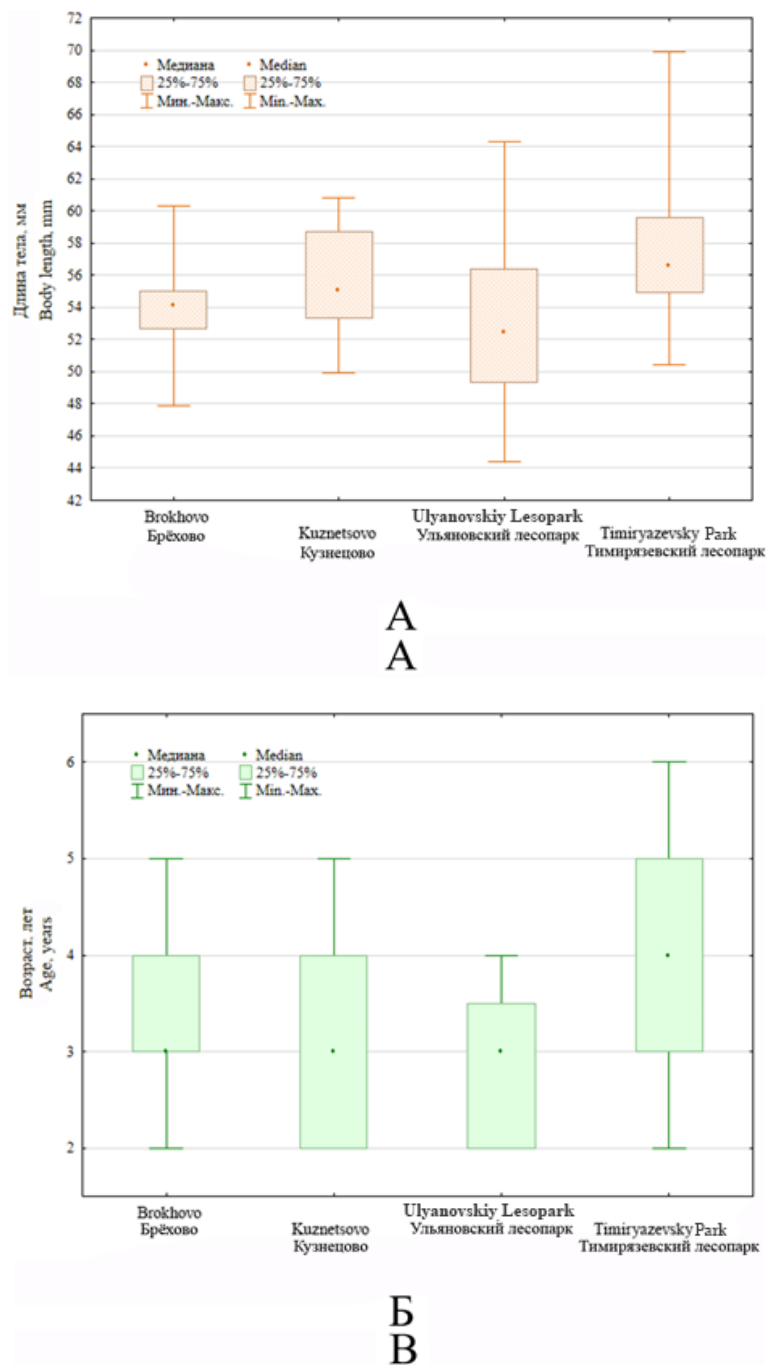 72
70
68
66
64
62
60
58
56
54
52
50
48
46
44
42
Длина тела, мм
Body length, mm
Медиана Median
25%-75% 25%-75%
Мин.-Макс. Min.-Max.
Brokhovo
Брёхово
Kuznetsovo
Кузнецово
Ulyanovskiy Lesopark
Ульяновский лесопарк
Timiryazevsky Park
Тимирязевский лесопарк
А
A
6
5
4
3
2
Возраст, лет
Age, years
Медиана Median
25%-75% 25%-75%
Мин.-Макс. Min.-Max.
Brokhovo
Брёхово
Kuznetsovo
Кузнецово
Ulyanovskiy Lesopark
Ульяновский лесопарк
Timiryazevsky Park
Тимирязевский лесопарк
Б
B